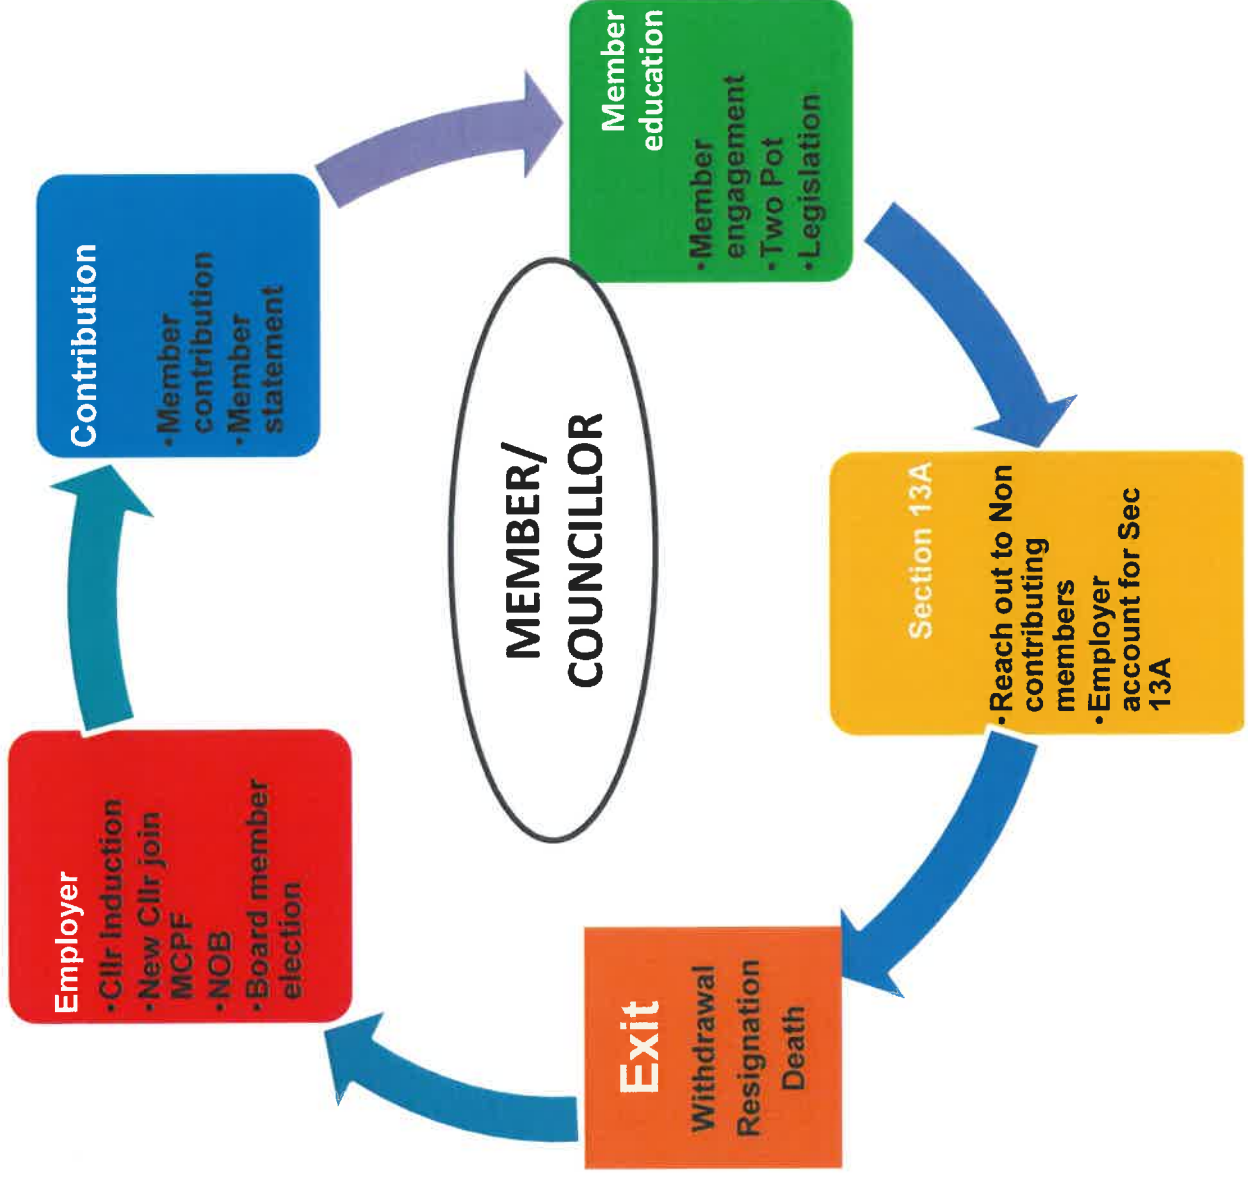 Employer
•Cllr Induction
•New Cllr join
MCPF
•NOB
•Board member
election
Contribution
•Member
contribution
•Member
statement
Member
education
•Member
engagement
•Two Pot
•Legislation
Section 13A
•Reach out to Non
contributing
members
•Employer
account for Sec
13A
Exit
Withdrawal
Resignation
Death
MEMBER/
COUNCILLOR